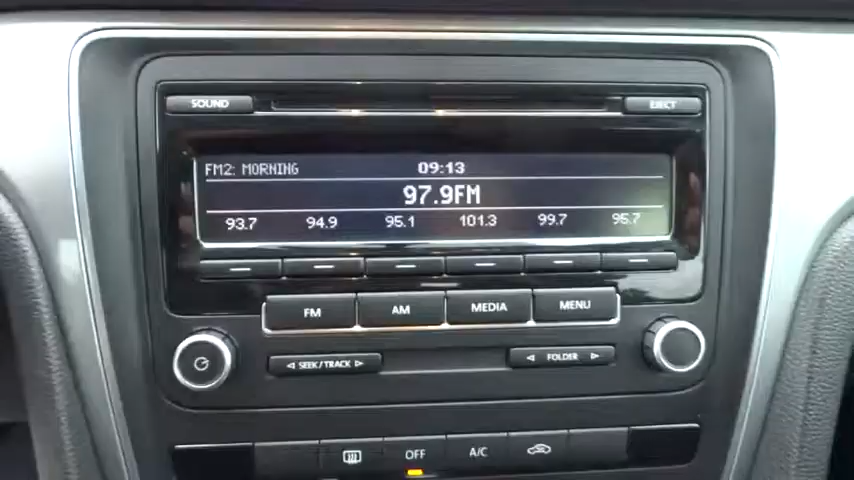 SOUND EJECT
FM2: MORNING 09:13
97.9FM
93.7 94.9 95.1 101.3 99.7 95.7
FM AM MEDIA MENU
SEEK/TRACK FOLDER
OFF A/C